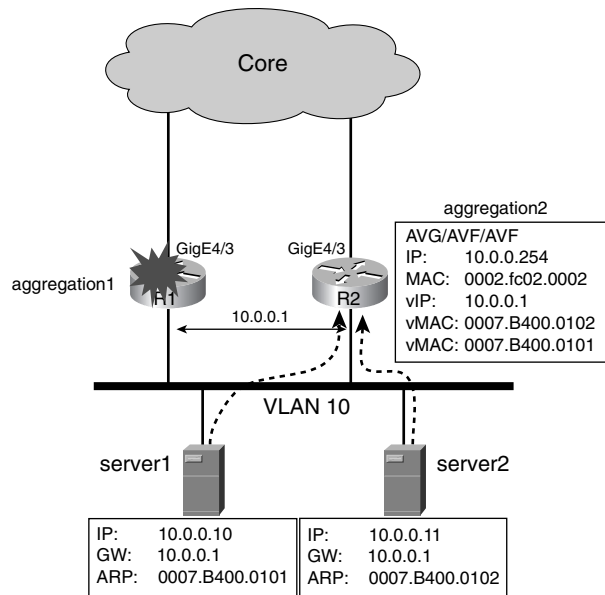 Core
aggregation2
GigE4/3
GigE4/3
aggregation1
R1
R2
AVG/AVF/AVF
IP: 10.0.0.254
MAC: 0002.fc02.0002
vIP: 10.0.0.1
vMAC: 0007.B400.0102
vMAC: 0007.B400.0101
10.0.0.1
VLAN 10
server1
server2
IP: 10.0.0.10
GW: 10.0.0.1
ARP: 0007.B400.0101
IP: 10.0.0.11
GW: 10.0.0.1
ARP: 0007.B400.0102